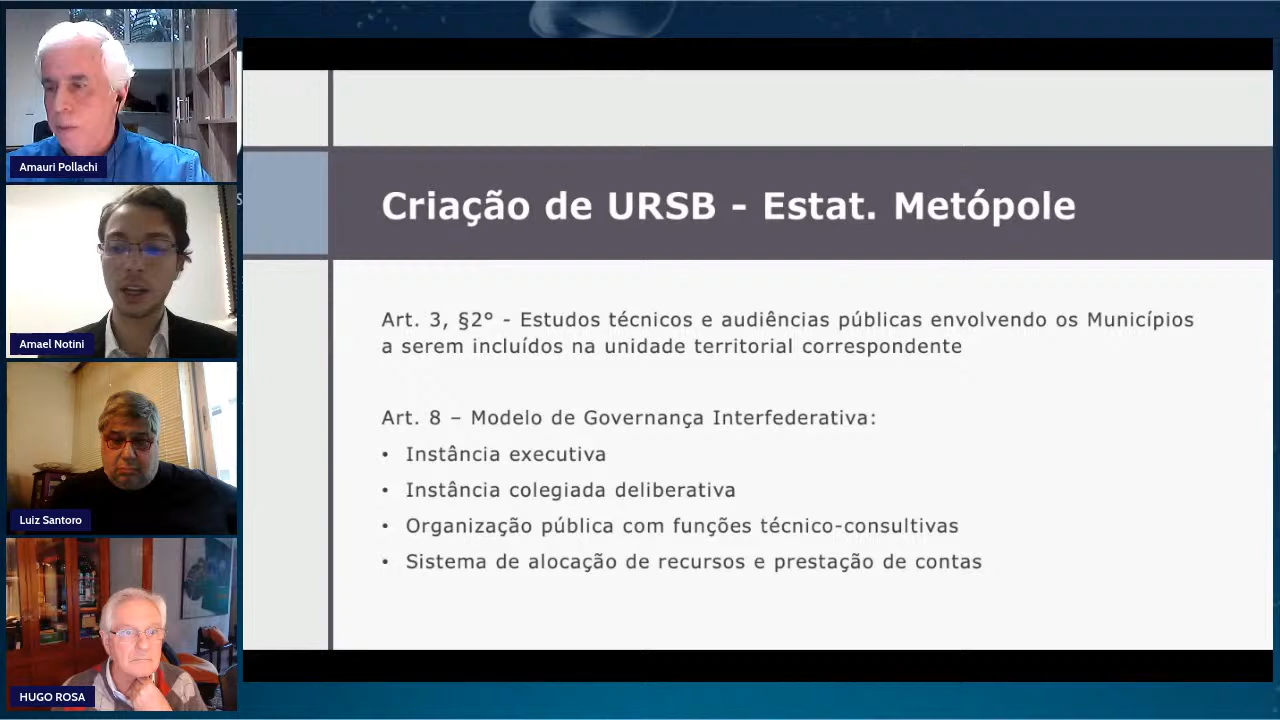 Amauri Pollachi
Amael Notini
Luiz Santoro
HUGO ROSA
S
Criação de URSB - Estat. Metópole
Art. 3, §2° - Estudos técnicos e audiências públicas envolvendo os Municípios
a serem incluídos na unidade territorial correspondente
Art. 8 – Modelo de Governança Interfederativa:
• Instância executiva
• Instância colegiada deliberativa
• Organização pública com funções técnico-consultivas
• Sistema de alocação de recursos e prestação de contas